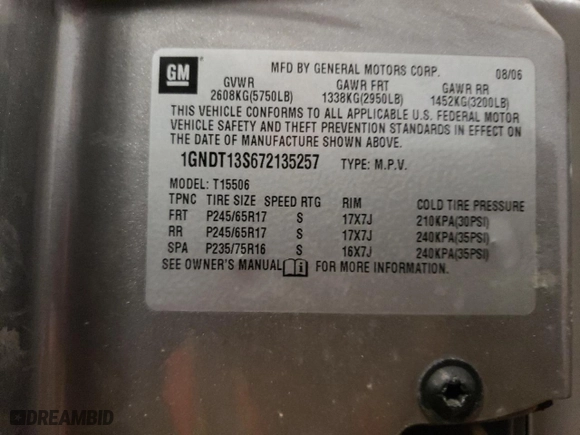 GM
MFD BY GENERAL MOTORS CORP. 08/06
GVWR GAWR FRT GAWR RR
2608KG(5750LB) 1338KG(2950LB) 1452KG(3200LB)
THIS VEHICLE CONFORMS TO ALL APPLICABLE U.S. FEDERAL MOTOR
VEHICLE SAFETY AND THEFT PREVENTION STANDARDS IN EFFECT ON
THE DATE OF MANUFACTURE SHOWN ABOVE.
1GNDT13S672135257 TYPE: M.P.V.
MODEL: T15506
TPNC TIRE SIZE SPEED RTG RIM COLD TIRE PRESSURE
FRT P245/65R17 S 17X7J 210KPA(30PSI)
RR P245/65R17 S 17X7J 240KPA(35PSI)
SPA P235/75R16 S 16X7J 240KPA(35PSI)
SEE OWNER'S MANUAL FOR MORE INFORMATION.
DREAMBID